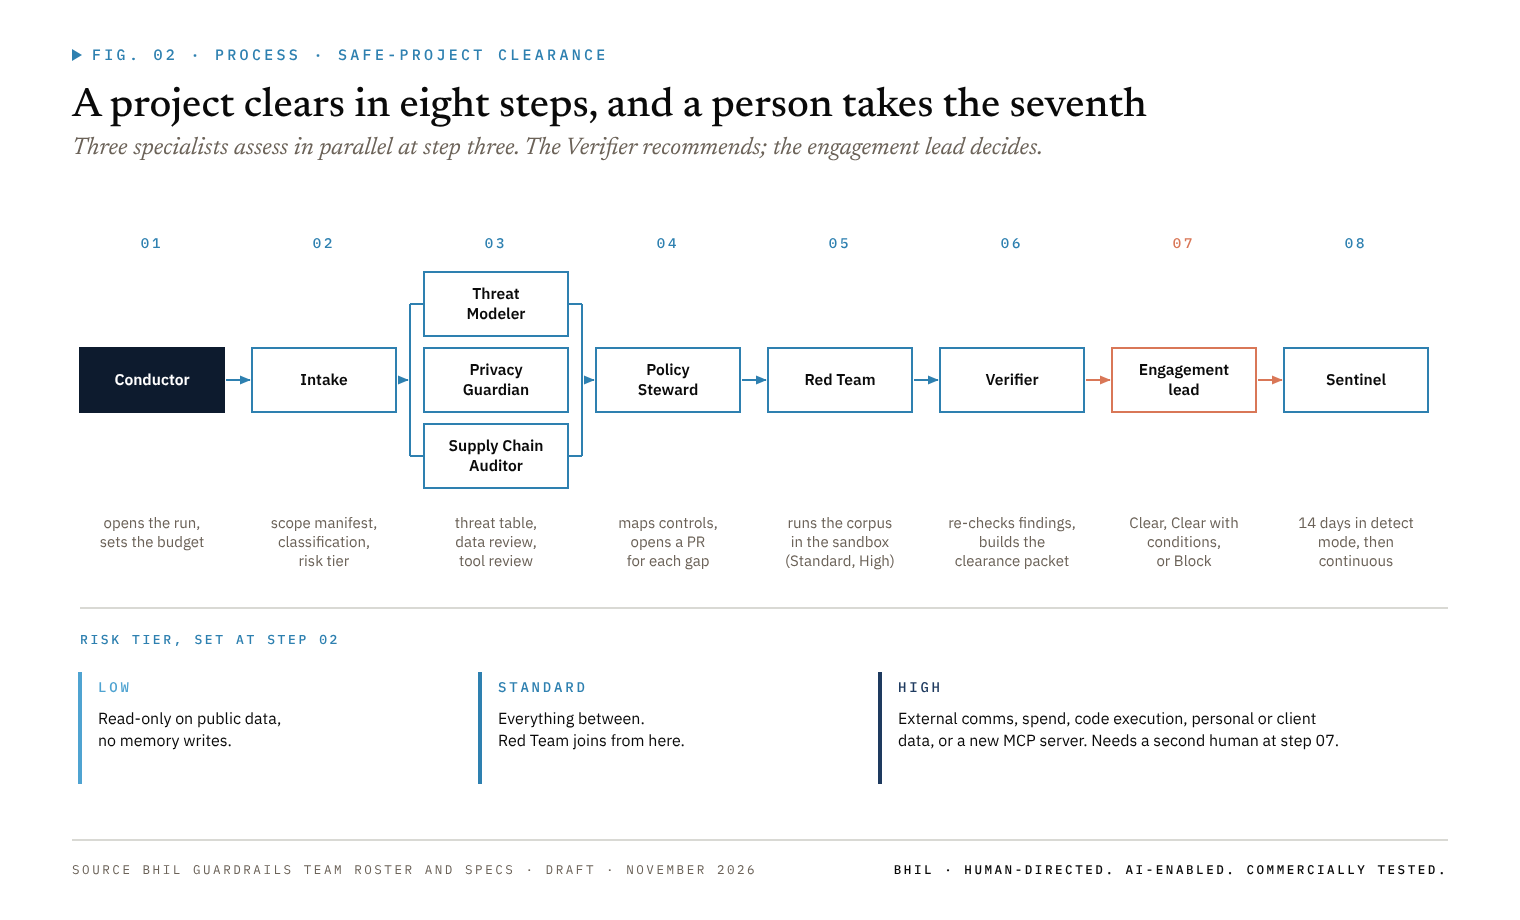 FIG. 02 · PROCESS · SAFE-PROJECT CLEARANCE
A project clears in eight steps, and a person takes the seventh
Three specialists assess in parallel at step three. The Verifier recommends; the engagement lead decides.
01
02
03
04
05
06
07
08
Conductor
Intake
Threat
Modeler
Privacy
Guardian
Supply Chain
Auditor
Policy
Steward
Red Team
Verifier
Engagement
lead
Sentinel
opens the run,
sets the budget
scope manifest,
classification,
risk tier
threat table,
data review,
tool review
maps controls,
opens a PR
for each gap
runs the corpus
in the sandbox
(Standard, High)
re-checks findings,
builds the
clearance packet
Clear, Clear with
conditions,
or Block
14 days in detect
mode, then
continuous
RISK TIER, SET AT STEP 02
LOW
Read-only on public data,
no memory writes.
STANDARD
Everything between.
Red Team joins from here.
HIGH
External comms, spend, code execution, personal or client
data, or a new MCP server. Needs a second human at step 07.
SOURCE BHIL GUARDRAILS TEAM ROSTER AND SPECS · DRAFT · NOVEMBER 2026
BHIL · HUMAN-DIRECTED. AI-ENABLED. COMMERCIALLY TESTED.